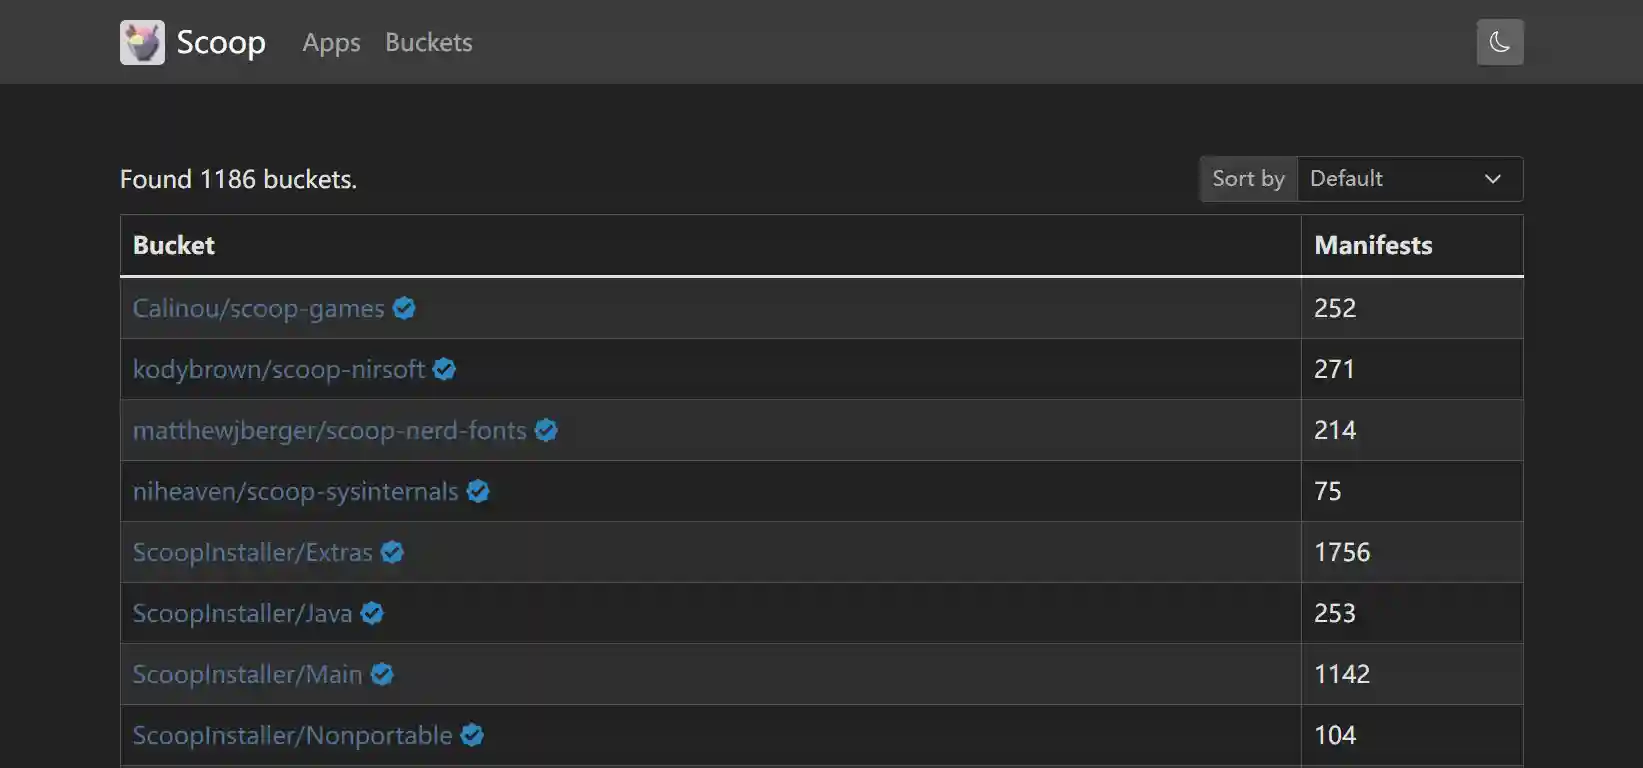 Scoop Apps Buckets
Found 1186 buckets. Sort by Default
Bucket Manifests
Calinou/scoop-games 252
kodybrown/scoop-nirsoft 271
matthewjberger/scoop-nerd-fonts 214
niheaven/scoop-sysinternals 75
ScoopInstaller/Extras 1756
ScoopInstaller/Java 253
ScoopInstaller/Main 1142
ScoopInstaller/Nonportable 104